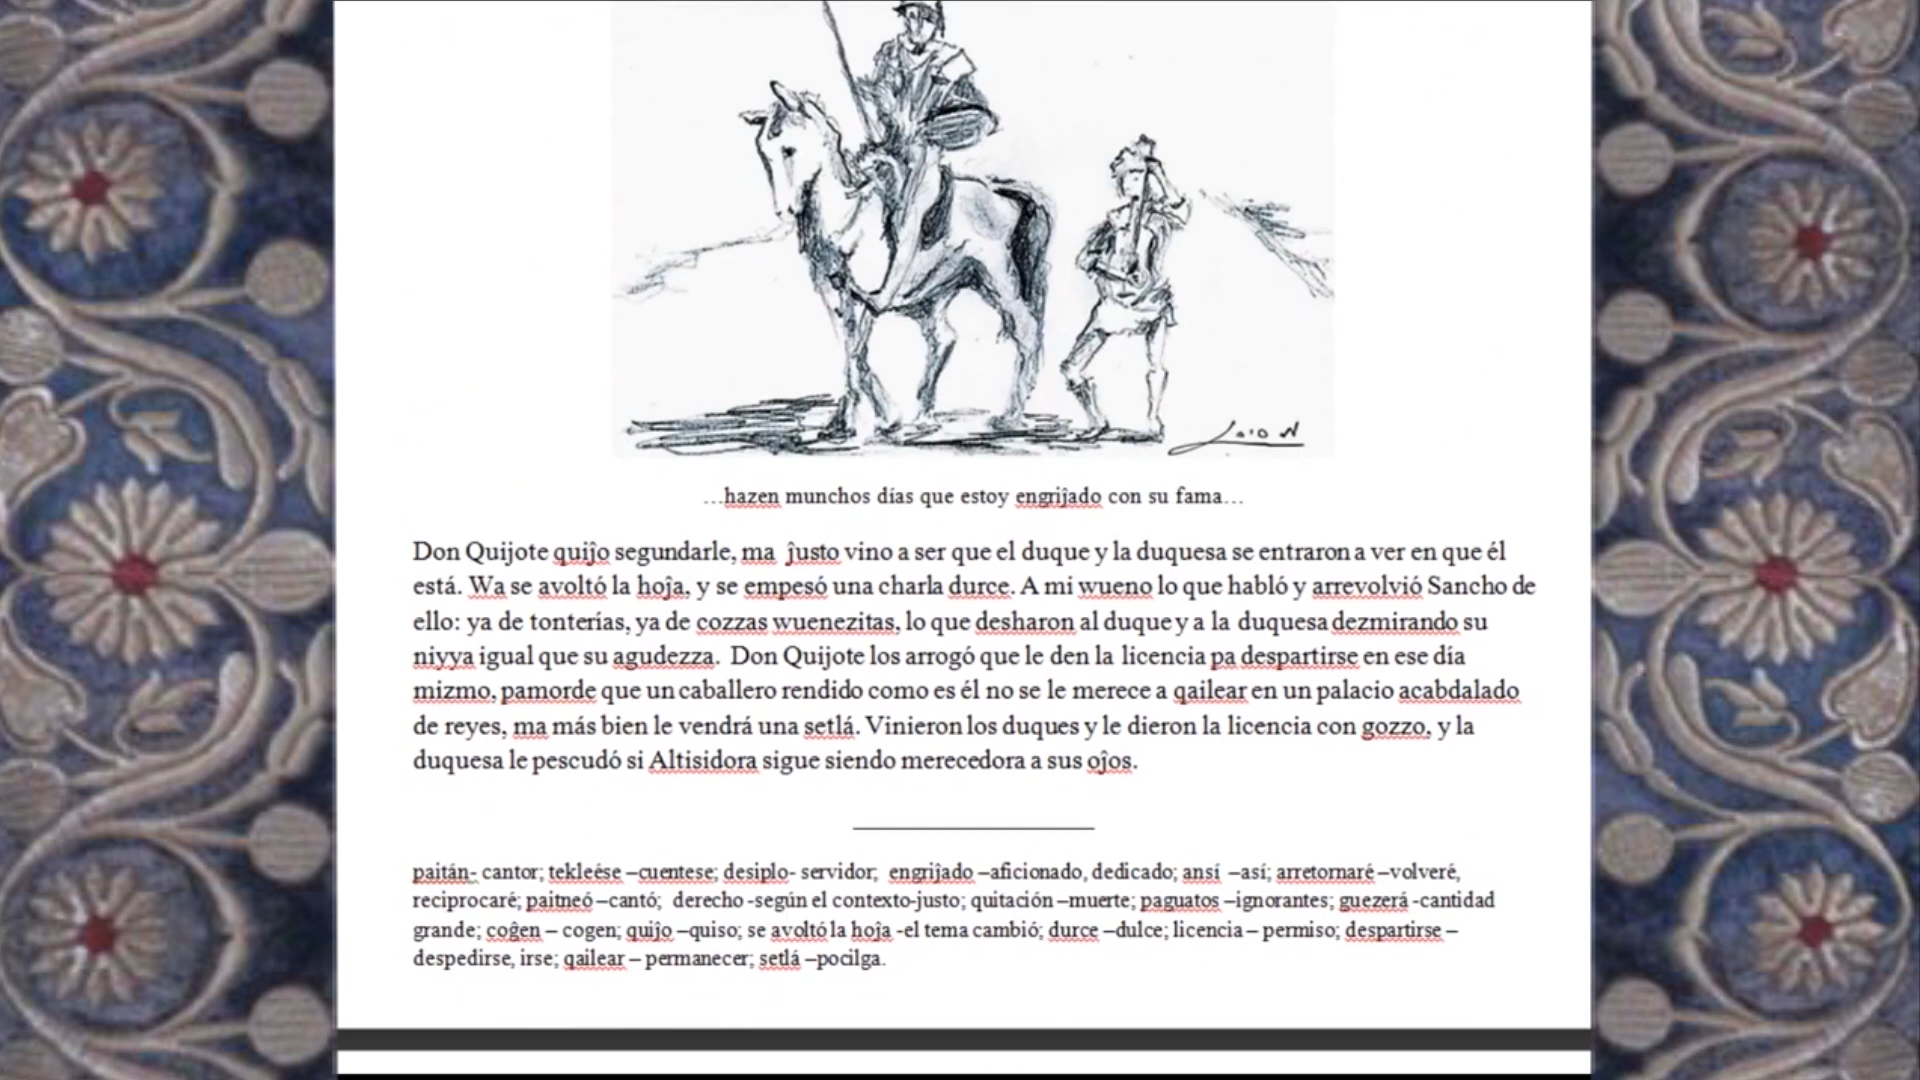 …hazen munchos días que estoy engriĵado con su fama…
Don Quijote quiĵo segundarle, ma ĵusto vino a ser que el duque y la duquesa se entraron a ver en que él
está. Wa se avoltó la hoĵa, y se empesó una charla durce. A mi wueno lo que habló y arrevolvió Sancho de
ello: ya de tonterías, ya de cozzas wuenezitas, lo que desharon al duque y a la duquesa dezmirando su
niyya igual que su agudezza. Don Quijote los arrogó que le den la licencia pa despartirse en ese día
mizmo, pamorde que un caballero rendido como es él no se le merece a qailear en un palacio acabdalado
de reyes, ma más bien le vendrá una setlá. Vinieron los duques y le dieron la licencia con gozzo, y la
duquesa le pescudó si Altisidora sigue siendo merecedora a sus oĵos.
paitán- cantor; tekleése –cuentese; desiplo- servidor; engriĵado –aficionado, dedicado; ansí –así; arretornaré –volveré,
reciprocaré; paitneó –cantó; derecho -según el contexto-justo; quitación –muerte; paguatos –ignorantes; guezerá -cantidad
grande; coĝen – cogen; quiĵo –quiso; se avoltó la hoĵa -el tema cambió; durce –dulce; licencia – permiso; despartirse –
despedirse, irse; qailear – permanecer; setlá –pocilga.